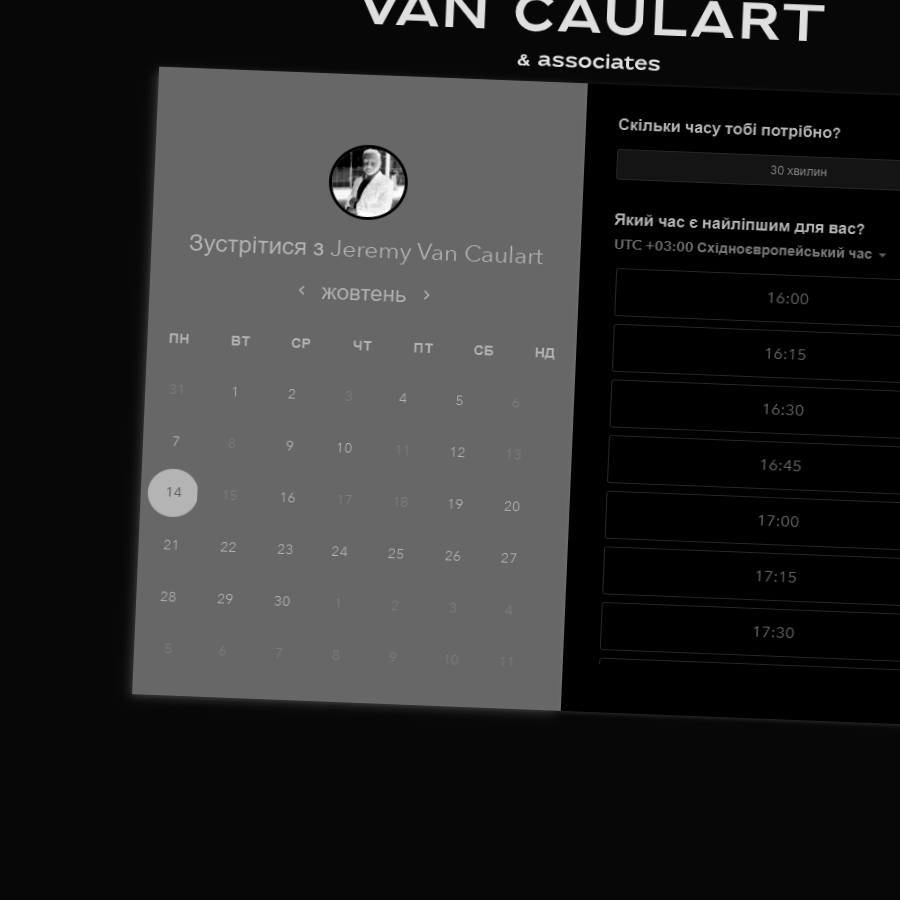 VAN CAULART
& associates
Зустрітися з Jeremy Van Caulart
жовтень
ПН ВТ СР ЧТ ПТ СБ НД
31 1 2 3 4 5 6
7 8 9 10 11 12 13
14 15 16 17 18 19 20
21 22 23 24 25 26 27
28 29 30 1 2 3 4
5 6 7 8 9 10 11
Скільки часу тобі потрібно?
30 хвилин
Який час є найліпшим для вас?
UTC +03:00 Східноєвропейський час
16:00
16:15
16:30
16:45
17:00
17:15
17:30